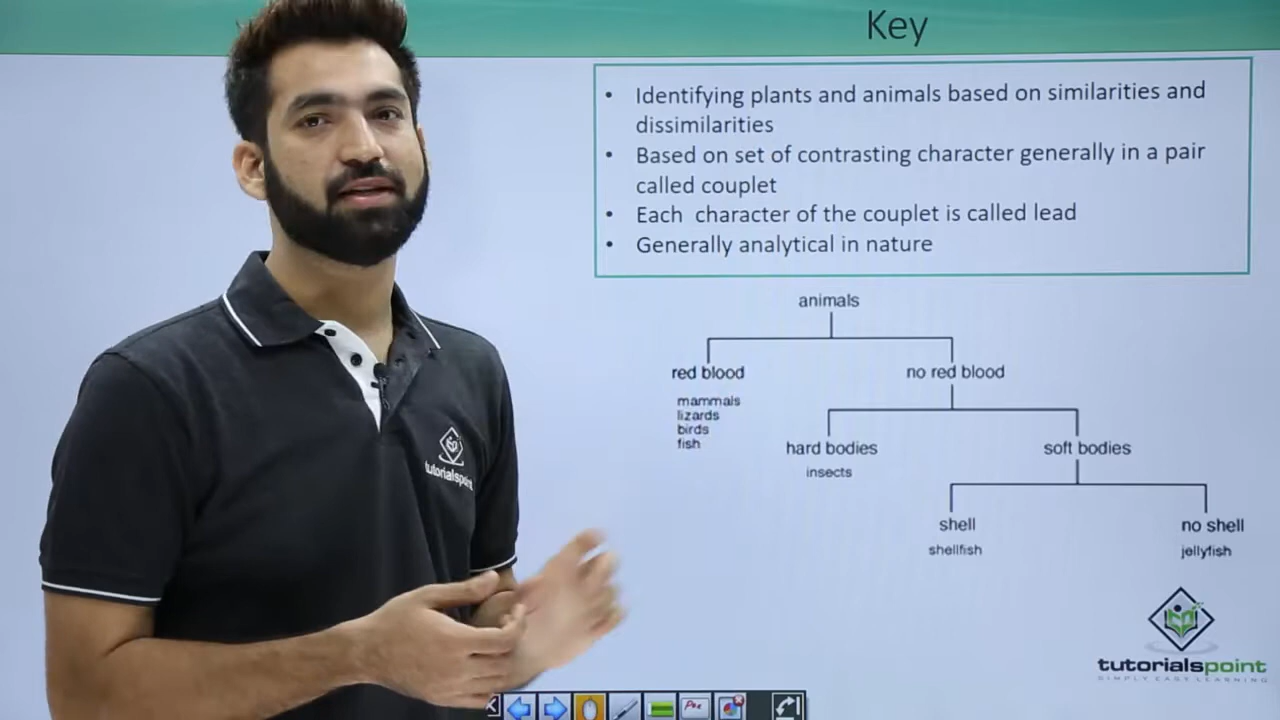 Key
• Identifying plants and animals based on similarities and
dissimilarities
• Based on set of contrasting character generally in a pair
called couplet
• Each character of the couplet is called lead
• Generally analytical in nature
animals
red blood
no red blood
mammals
lizards
birds
fish
hard bodies
soft bodies
insects
shell
no shell
shellfish
jellyfish
tutorialspoint
tutorialspoint
SIMPLY EASY LEARNING
Pen